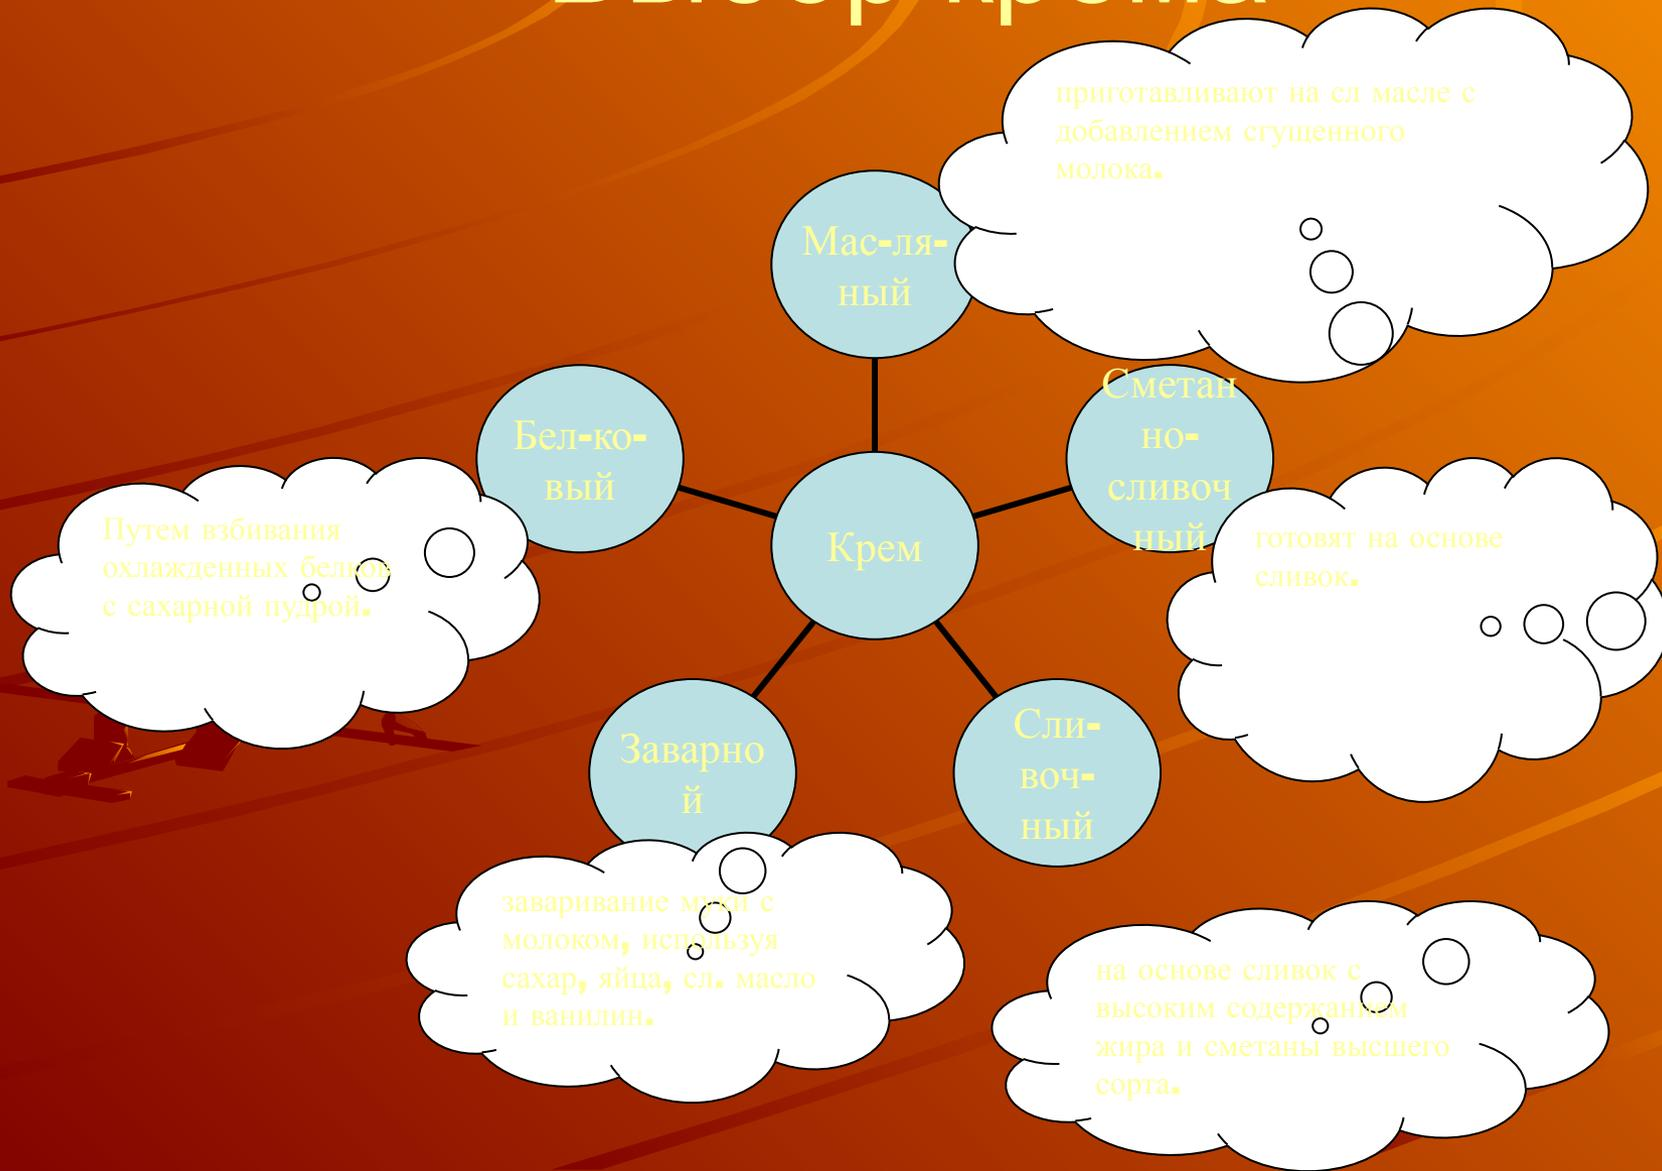 Выбор крема
приготавливают на сл масле с
добавлением сгущенного
молока.
Мас-ля-
ный
Сметан
но-
сливоч
ный
Бел-ко-
вый
Крем
Путем взбивания
охлажденных белков
с сахарной пудрой.
готовят на основе
сливок.
Заварно
й
Сли-
воч-
ный
заваривание муки с
молоком, используя
сахар, яйца, сл. масло
и ванилин.
на основе сливок с
высоким содержанием
жира и сметаны высшего
сорта.